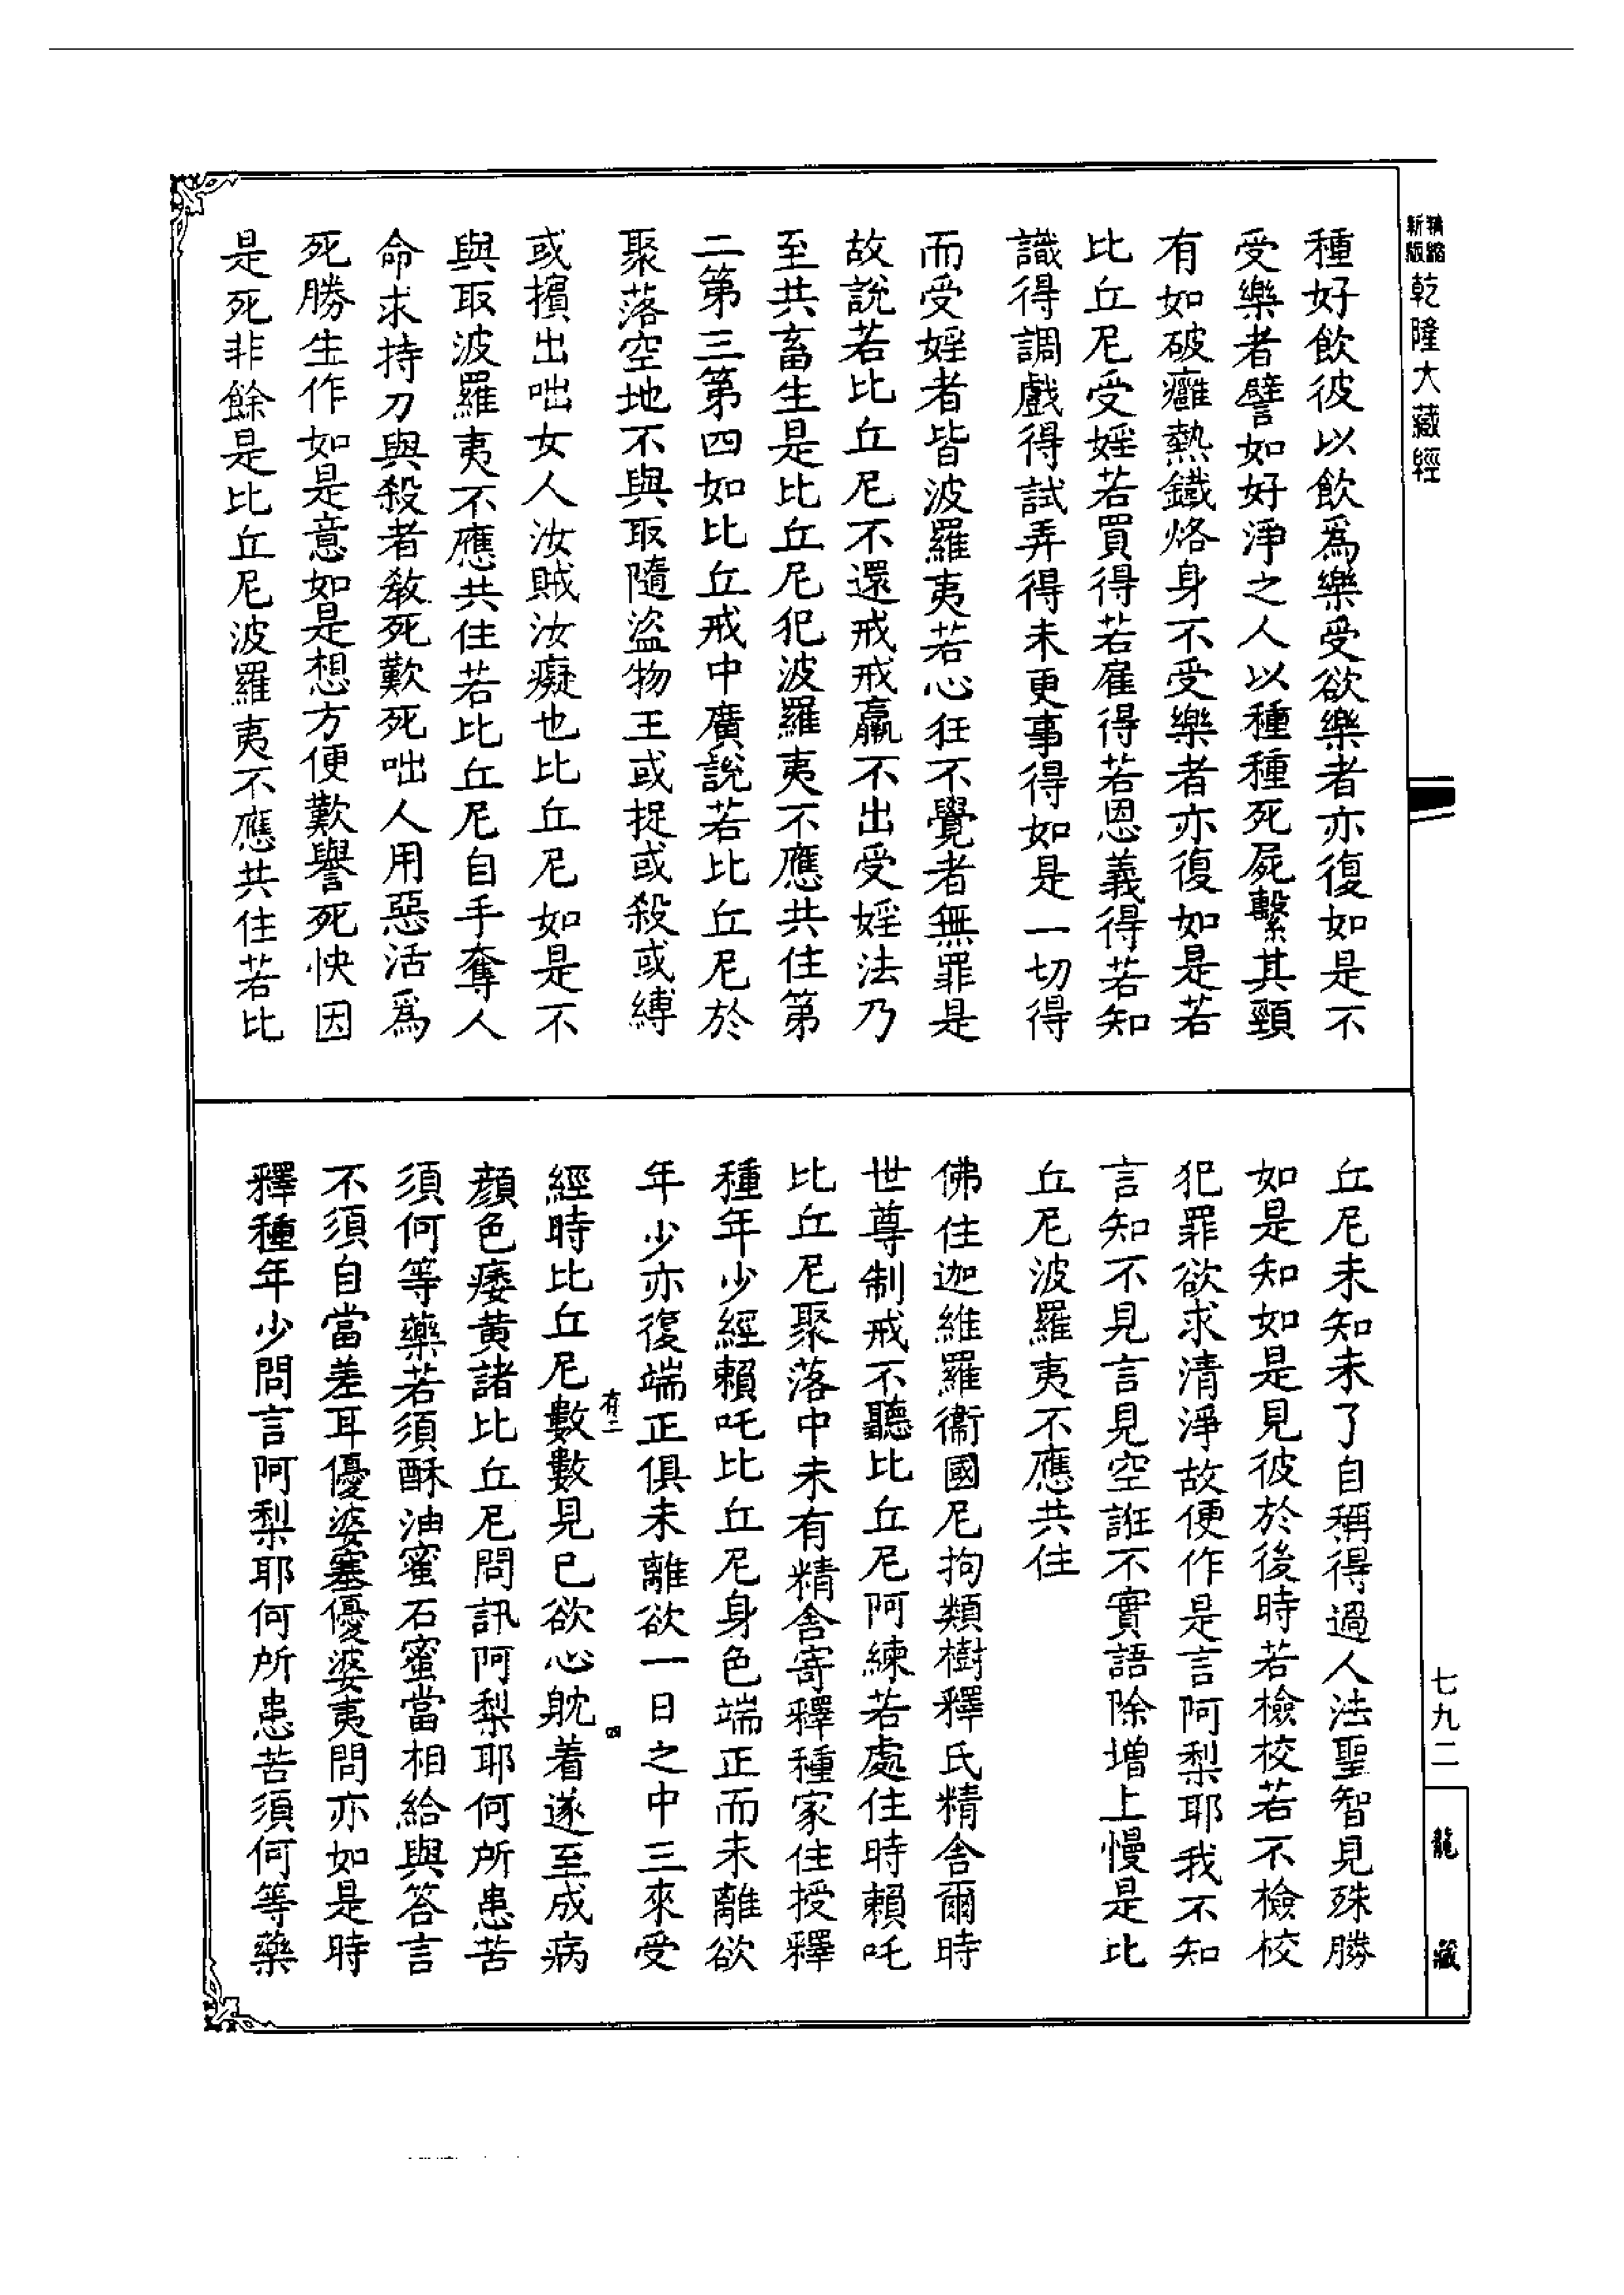 精縮新版乾隆大藏經
種好飲彼以飲為樂受欲樂者亦復如是不
受樂者譬如好淨之人以種種死屍繫其頸
有如破癰熱鐵烙身不受樂者亦復如是若
比丘尼受婬若買得若雇得若恩義得若知
識得調戲得試弄得未更事得如是一切得
而受婬者皆波羅夷若心狂不覺者無罪是
故說若比丘尼不還戒戒羸不出受婬法乃
至共畜生是比丘尼犯波羅夷不應共住第
二第三第四如比丘戒中廣說若比丘尼於
聚落空地不與取隨盜物王或捉或殺或縛
或擯出咄女人汝賊汝癡也比丘尼如是不
與取波羅夷不應共住若比丘尼自手奪人
命求持刀與殺者教死歎死咄人用惡活為
死勝生作如是意如是想方便歎譽死快因
是死非餘是比丘尼波羅夷不應共住若比
丘尼未知未了自稱得過人法聖智見殊勝
如是知如是見彼於後時若檢校若不檢校
犯罪欲求清淨故便作是言阿梨耶我不知
言知不見言見空誑不實語除增上慢是比
丘尼波羅夷不應共住
佛住迦維羅衞國尼拘類樹釋氏精舍爾時
世尊制戒不聽比丘尼阿練若處住時賴吒
比丘尼聚落中未有精舍寄釋種家住授釋
種年少經賴吒比丘尼身色端正而未離欲
年少亦復端正俱未離欲一日之中三來受
有二
四
經時比丘尼數數見已欲心躭着遂至成病
顏色痿黃諸比丘尼問訊阿梨耶何所患苦
須何等藥若須酥油蜜石蜜當相給與答言
不須自當差耳優婆塞優婆夷問亦如是時
釋種年少問言阿梨耶何所患苦須何等藥
七九二
龍藏